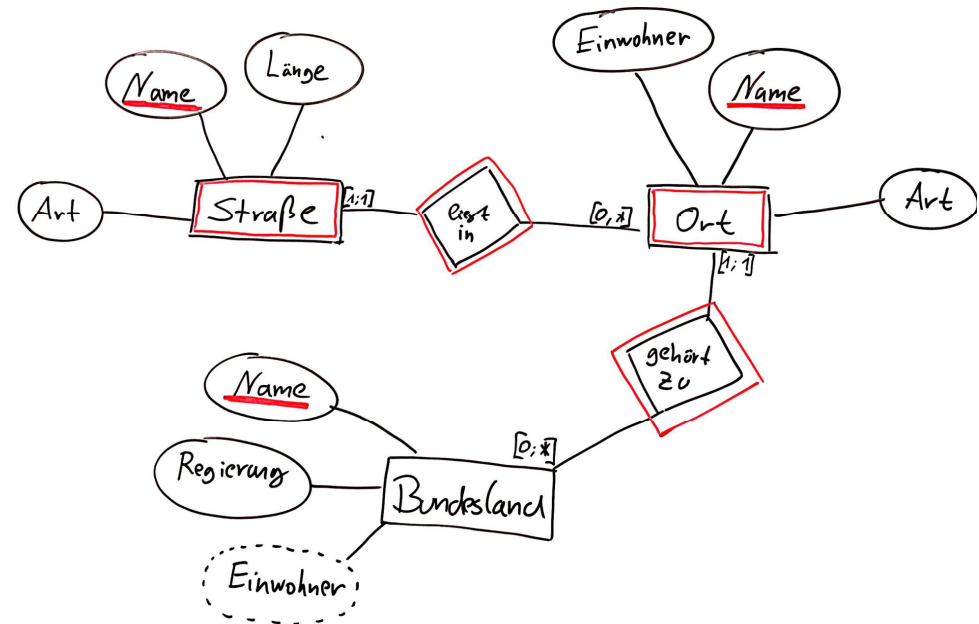 Einwohner
Name
Länge
Name
Art
Straße
[1;1]
liegt
in
[0,*]
Ort
Art
[1;1]
gehört
zu
Name
[0;*]
Regierung
Bundesland
Einwohner